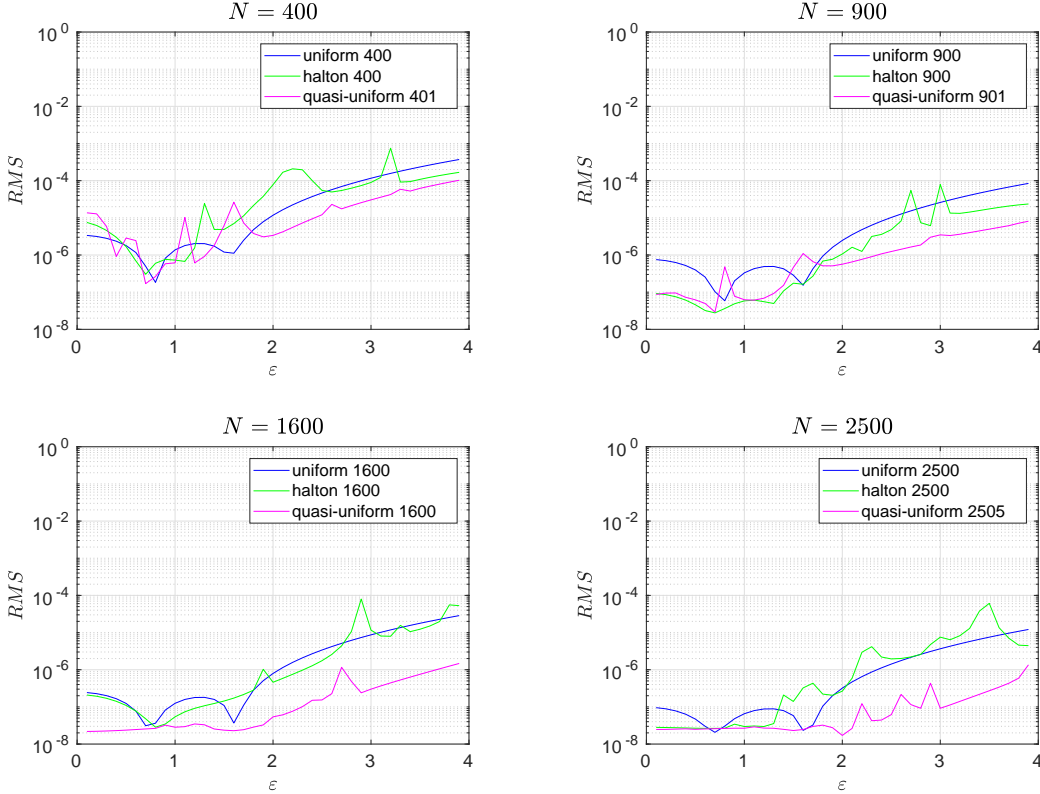 N = 400
10^0
10^-2
10^-4
10^-6
10^-8
RMS
uniform 400
halton 400
quasi-uniform 401
0 1 2 3 4
ε
N = 900
10^0
10^-2
10^-4
10^-6
10^-8
RMS
uniform 900
halton 900
quasi-uniform 901
0 1 2 3 4
ε
N = 1600
10^0
10^-2
10^-4
10^-6
10^-8
RMS
uniform 1600
halton 1600
quasi-uniform 1600
0 1 2 3 4
ε
N = 2500
10^0
10^-2
10^-4
10^-6
10^-8
RMS
uniform 2500
halton 2500
quasi-uniform 2505
0 1 2 3 4
ε